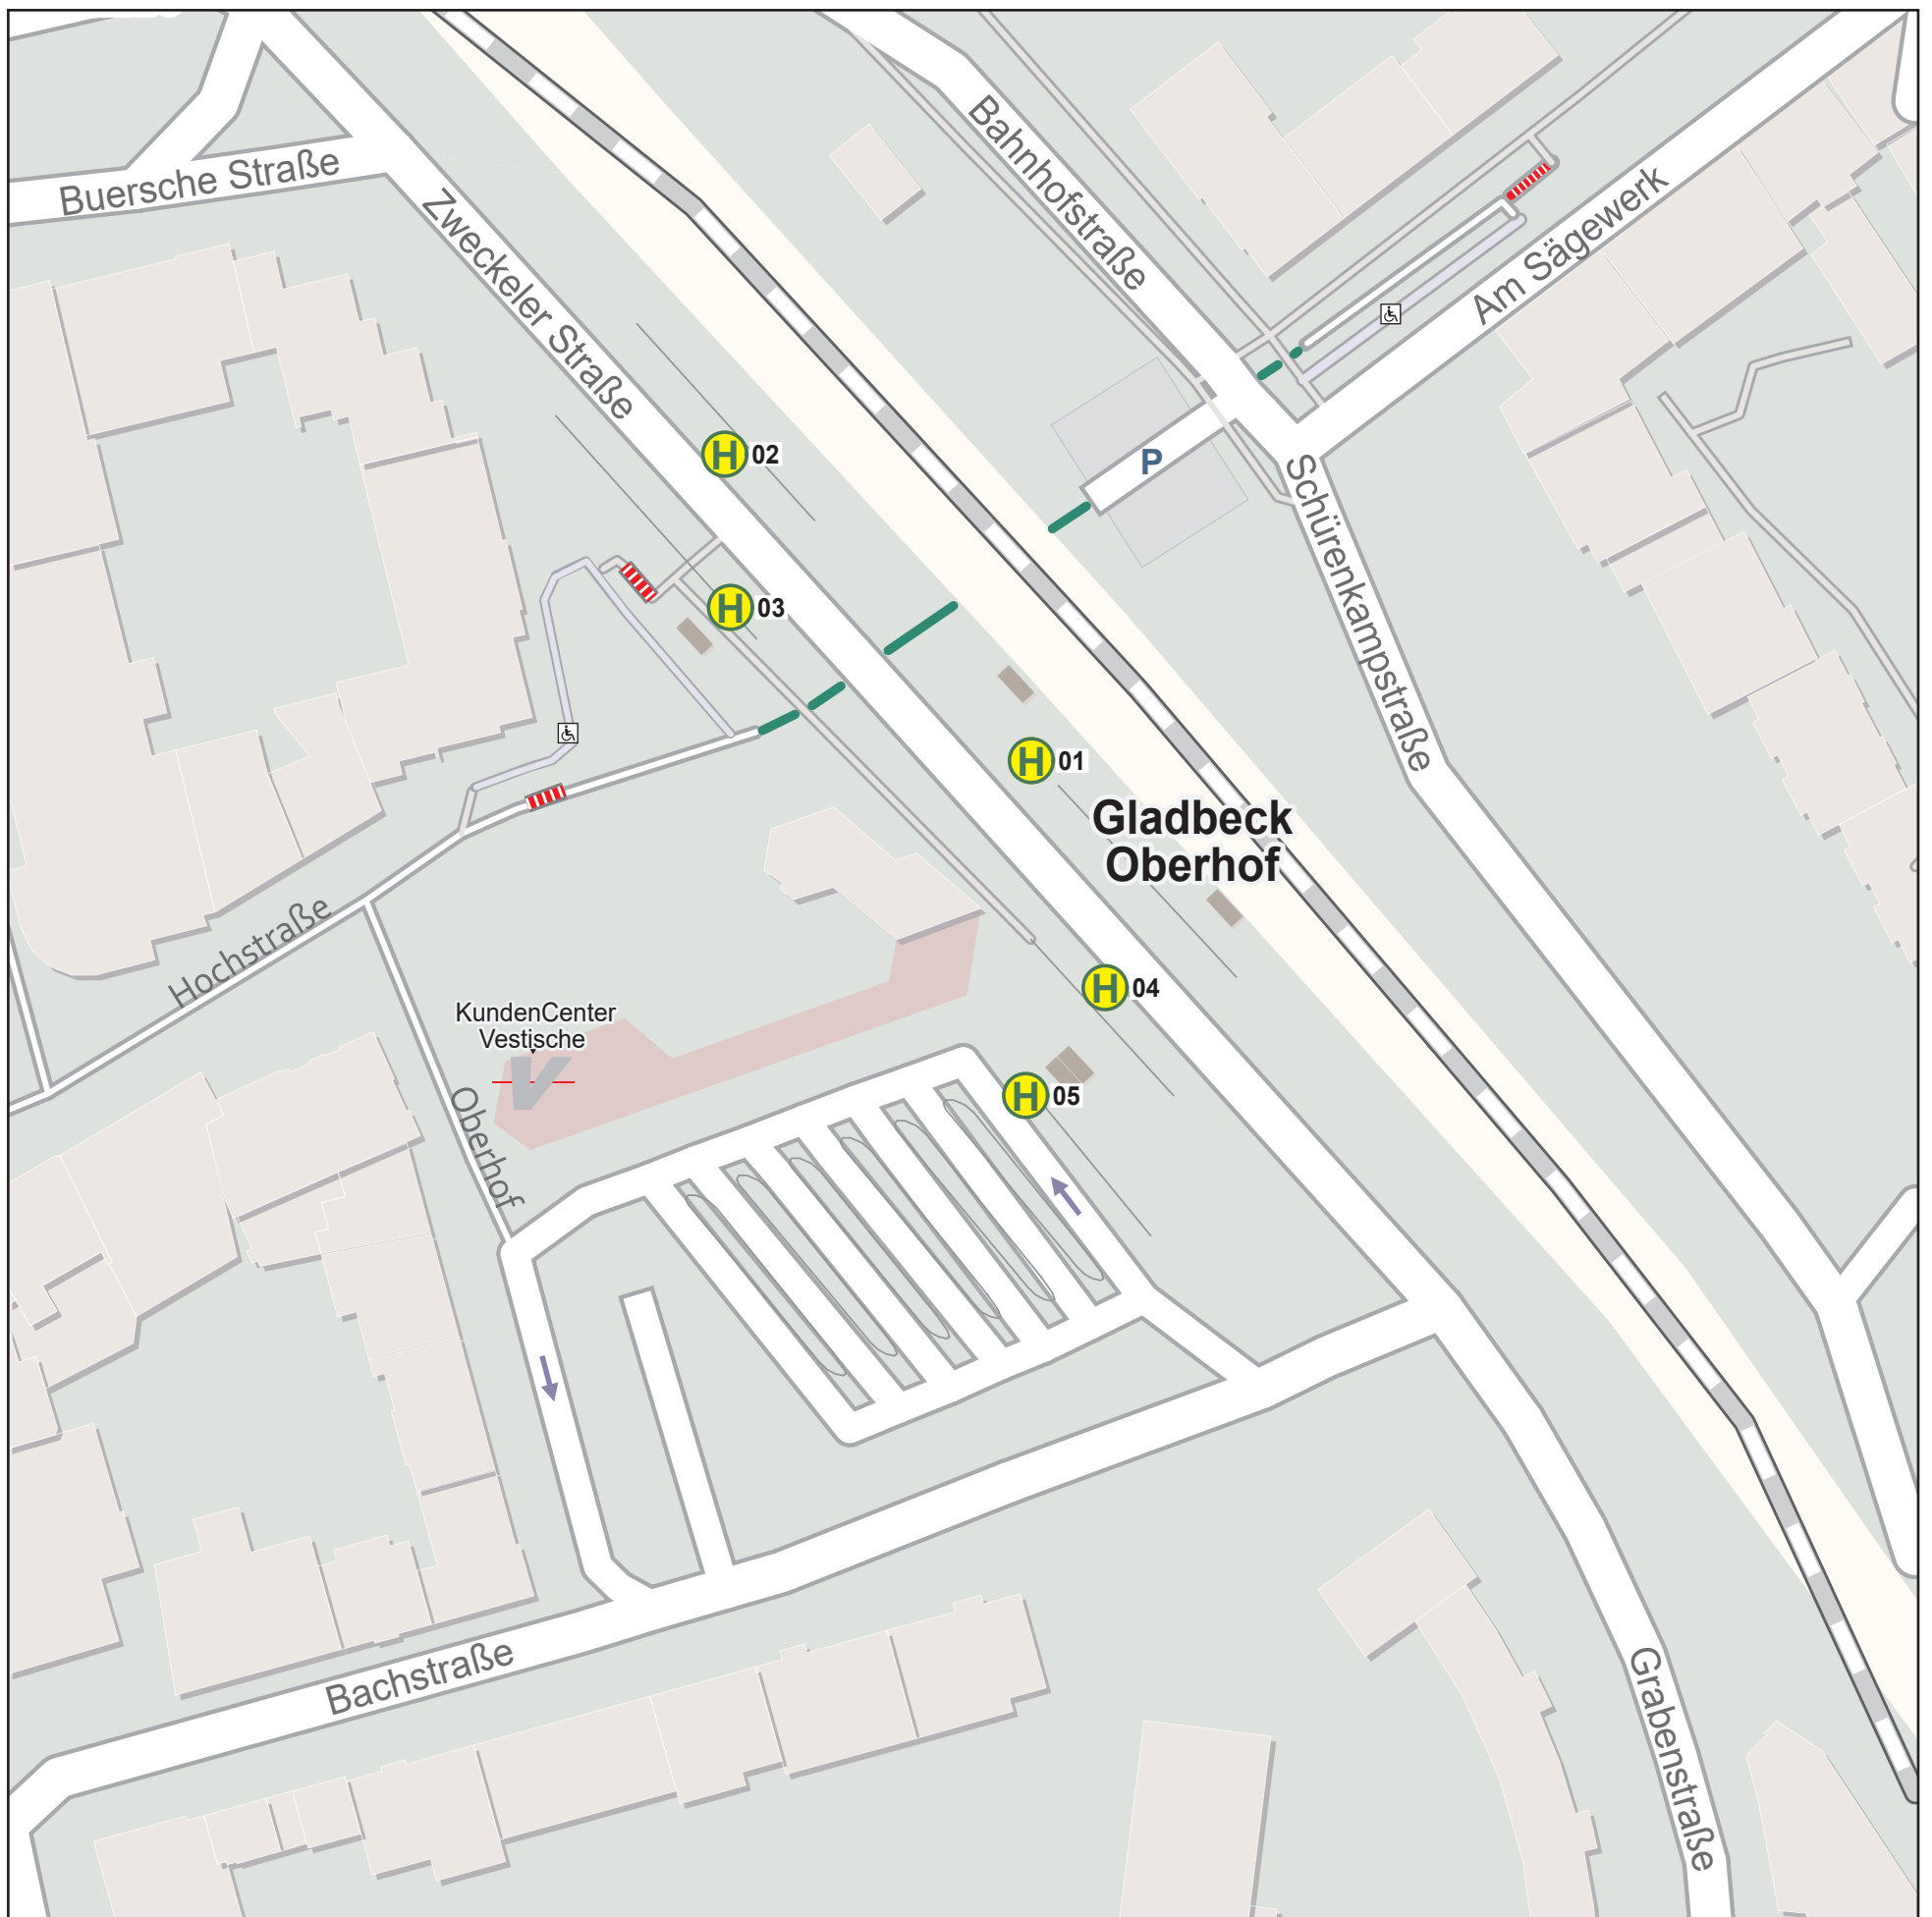 Buersche Straße
Zweckeler Straße
Bahnhofstraße
Am Sägewerk
H 02
P
Schürenkampstraße
H 03
H 01
Gladbeck
Oberhof
Hochstraße
H 04
KundenCenter
Vestische
V
Oberhof
H 05
Bachstraße
Grabenstraße